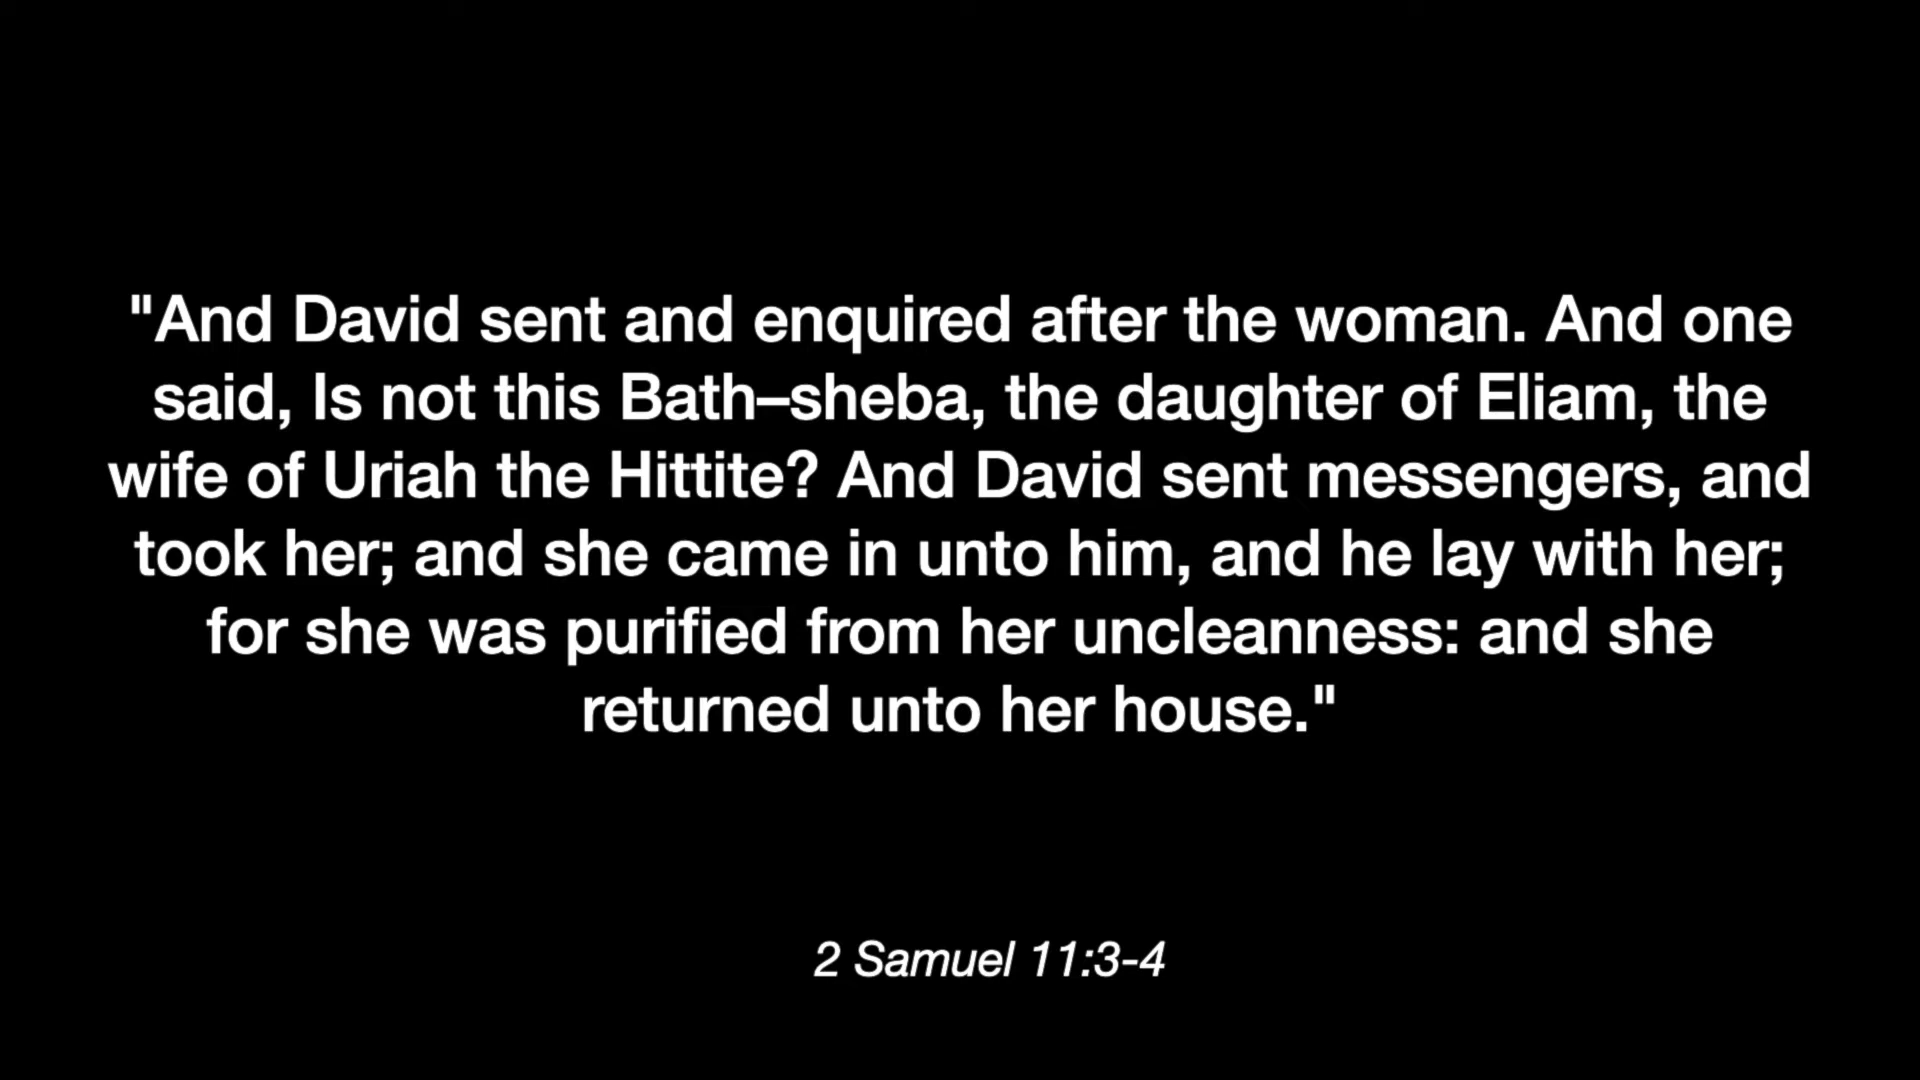 "And David sent and enquired after the woman. And one
said, Is not this Bath–sheba, the daughter of Eliam, the
wife of Uriah the Hittite? And David sent messengers, and
took her; and she came in unto him, and he lay with her;
for she was purified from her uncleanness: and she
returned unto her house."
2 Samuel 11:3-4